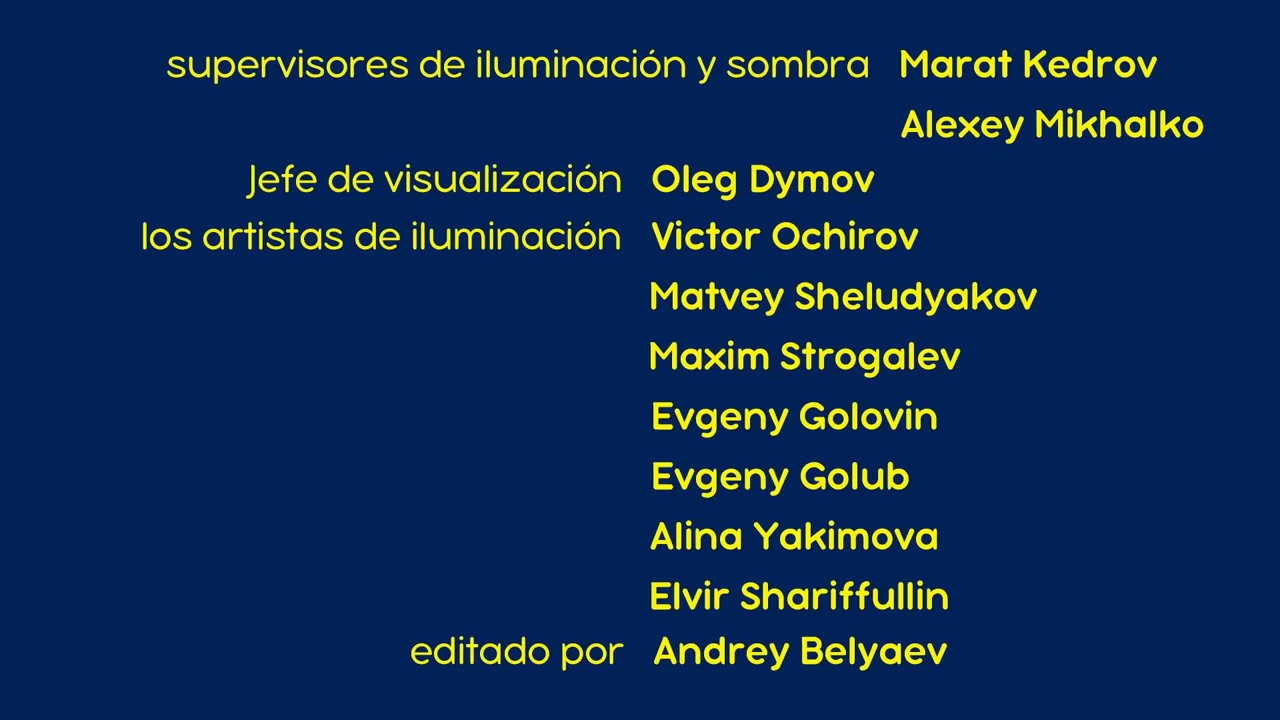 supervisores de iluminación y sombra Marat Kedrov
Alexey Mikhalko
Jefe de visualización Oleg Dymov
los artistas de iluminación Victor Ochirov
Matvey Sheludyakov
Maxim Strogalev
Evgeny Golovin
Evgeny Golub
Alina Yakimova
Elvir Shariffullin
editado por Andrey Belyaev